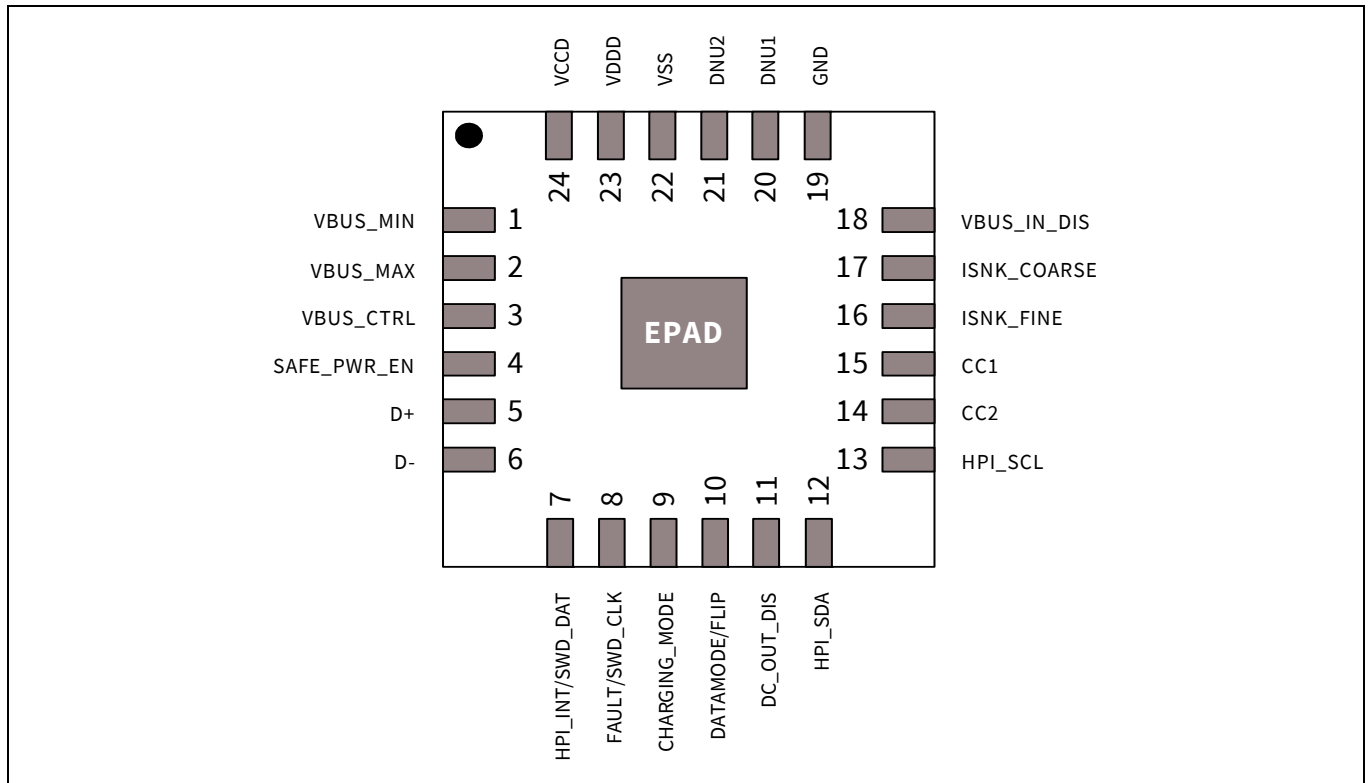 VCCD
VDDD
VSS
DNU2
DNU1
GND
24
23
22
21
20
19
VBUS_MIN 1
VBUS_MAX 2
VBUS_CTRL 3
SAFE_PWR_EN 4
D+ 5
D- 6
EPAD
18 VBUS_IN_DIS
17 ISNK_COARSE
16 ISNK_FINE
15 CC1
14 CC2
13 HPI_SCL
7
8
9
10
11
12
HPI_INT/SWD_DAT
FAULT/SWD_CLK
CHARGING_MODE
DATAMODE/FLIP
DC_OUT_DIS
HPI_SDA